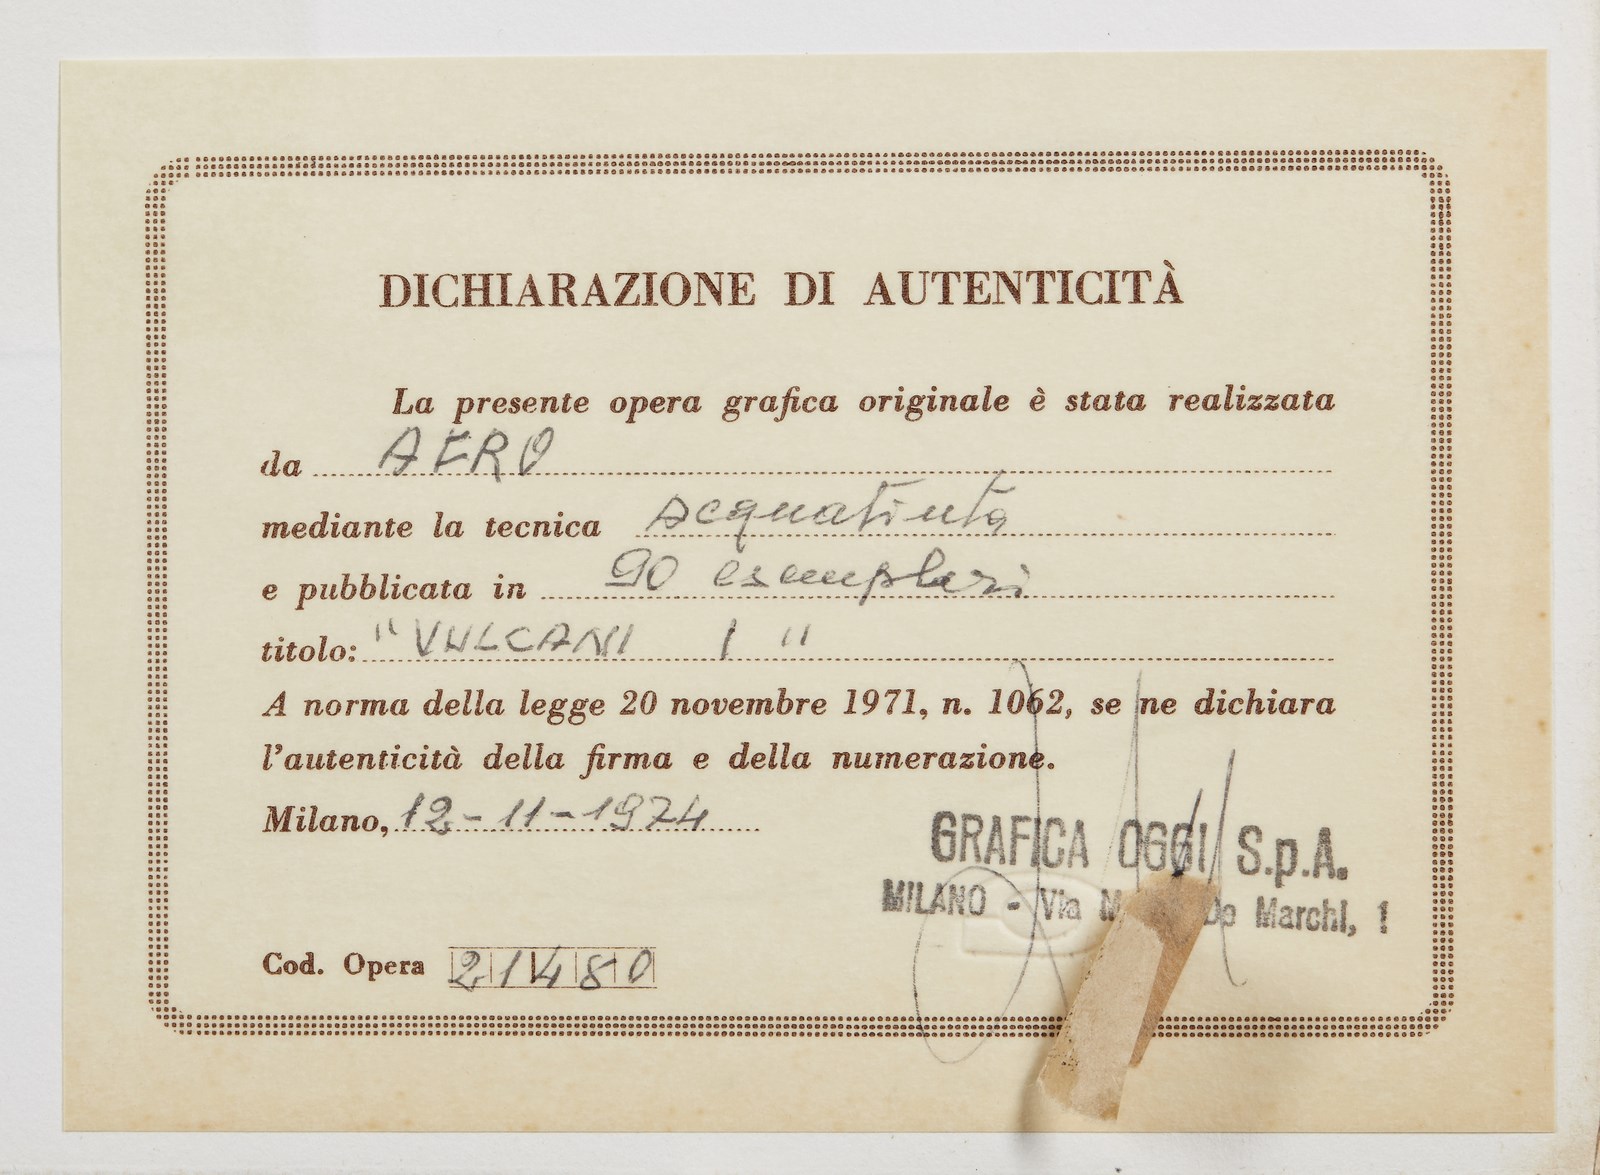 DICHIARAZIONE DI AUTENTICITÀ
La presente opera grafica originale è stata realizzata
da AFRO
mediante la tecnica acquatinta
e pubblicata in 90 esemplari
titolo: "VULCANI I"
A norma della legge 20 novembre 1971, n. 1062, se ne dichiara
l'autenticità della firma e della numerazione.
Milano, 12-11-1974
GRAFICA OGGI S.p.A.
MILANO - Via De Marchi, 1
Cod. Opera 21480